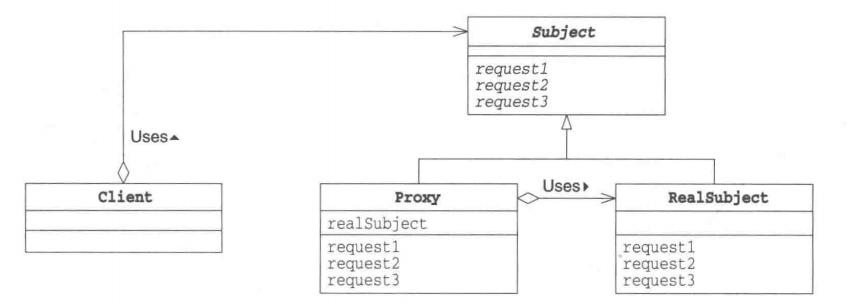 Subject
request1
request2
request3
Uses▲
Client
Proxy
realSubject
request1
request2
request3
Uses▶
RealSubject
request1
request2
request3